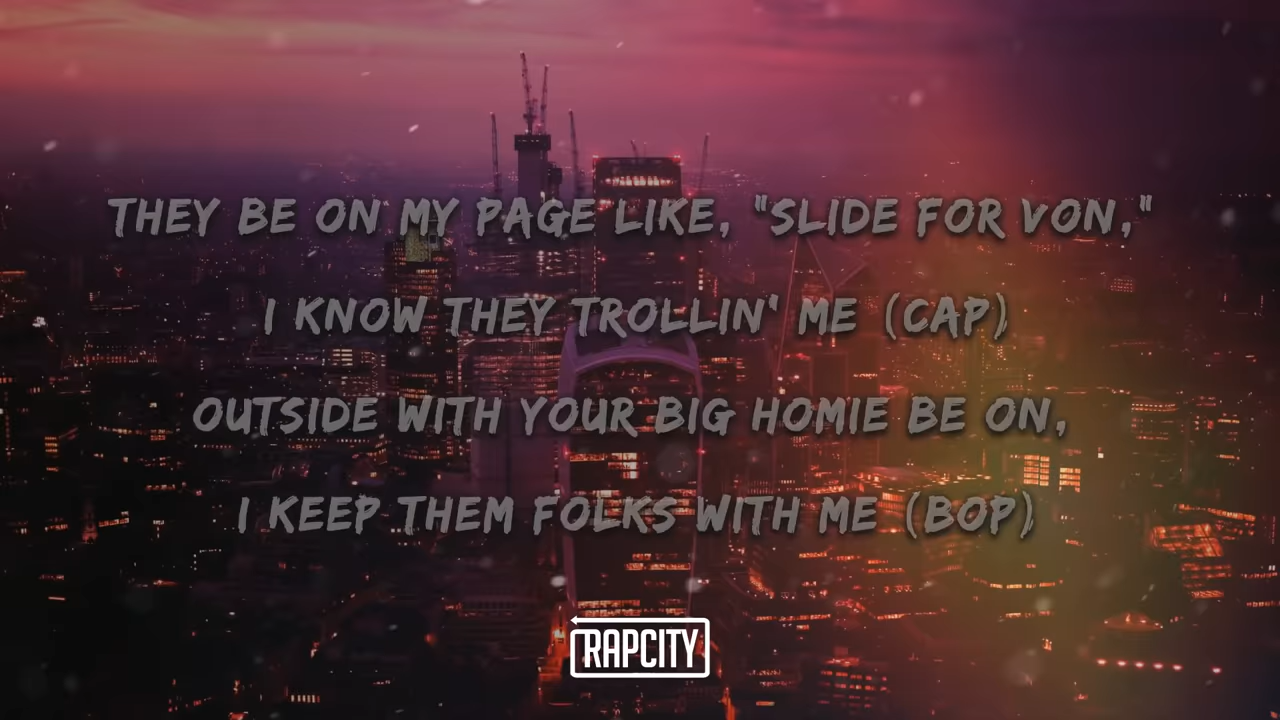 THEY BE ON MY PAGE LIKE, "SLIDE FOR VON,"
I KNOW THEY TROLLIN' ME (CAP)
OUTSIDE WITH YOUR BIG HOMIE BE ON,
I KEEP THEM FOLKS WITH ME (BOP)
RAPCITY